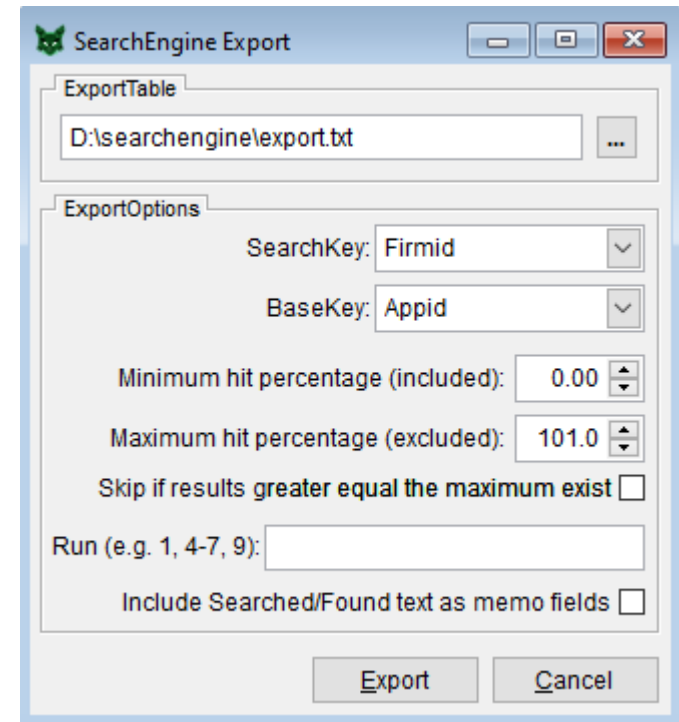 SearchEngine Export
ExportTable
D:\searchengine\export.txt
...
ExportOptions
SearchKey: Firmid
BaseKey: Appid
Minimum hit percentage (included): 0.00
Maximum hit percentage (excluded): 101.0
Skip if results greater equal the maximum exist
Run (e.g. 1, 4-7, 9):
Include Searched/Found text as memo fields
Export Cancel